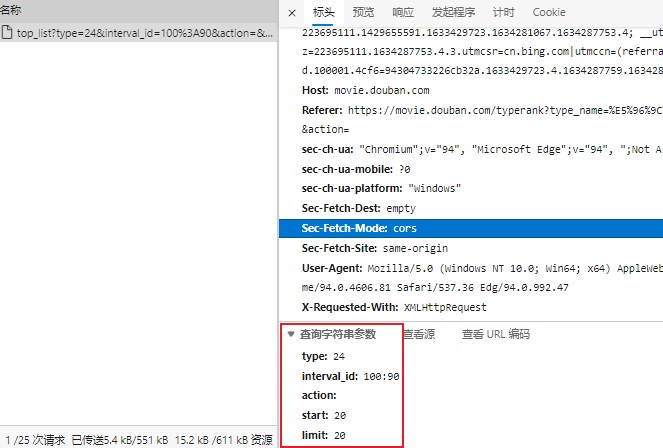 名称
top_list?type=24&interval_id=100%3A90&action=&...
标头 预览 响应 发起程序 计时 Cookie
223695111.1429655591.1633429723.1634281067.1634287753.4; __ut
z=223695111.1634287753.4.3.utmcsr=cn.bing.com|utmccn=(referra
d.100001.4cf6=94304733226cb32a.1633429723.4.1634287759.163428
Host: movie.douban.com
Referer: https://movie.douban.com/typerank?type_name=%E5%96%9C
&action=
sec-ch-ua: "Chromium";v="94", "Microsoft Edge";v="94", ";Not A
sec-ch-ua-mobile: ?0
sec-ch-ua-platform: "Windows"
Sec-Fetch-Dest: empty
Sec-Fetch-Mode: cors
Sec-Fetch-Site: same-origin
User-Agent: Mozilla/5.0 (Windows NT 10.0; Win64; x64) AppleWeb
me/94.0.4606.81 Safari/537.36 Edg/94.0.992.47
X-Requested-With: XMLHttpRequest
查询字符串参数 查看源 查看 URL 编码
type: 24
interval_id: 100:90
action:
start: 20
limit: 20
1 /25 次请求 已传送5.4 kB/551 kB 15.2 kB /611 kB 资源